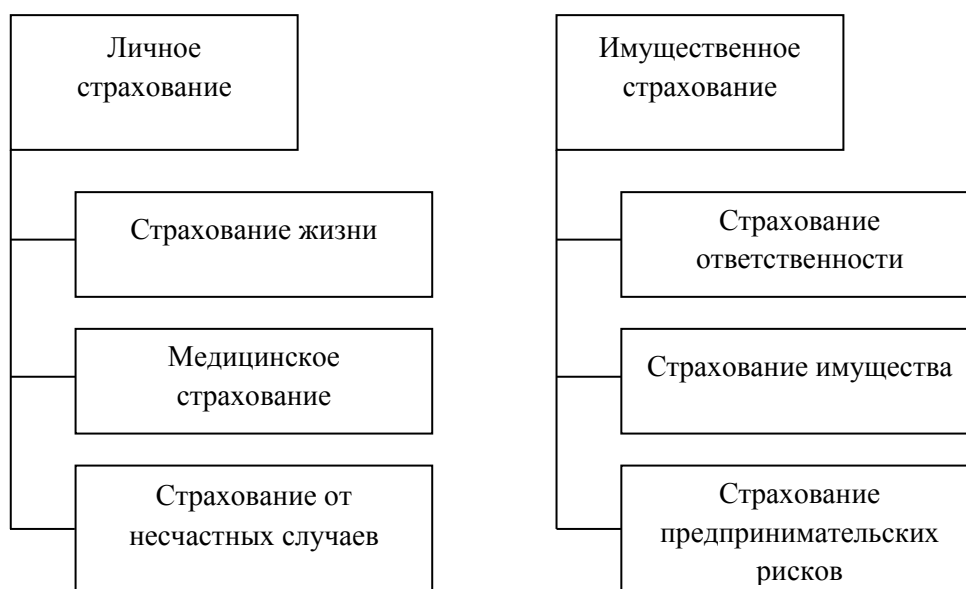 Личное
страхование
Страхование жизни
Медицинское
страхование
Страхование от
несчастных случаев
Имущественное
страхование
Страхование
ответственности
Страхование имущества
Страхование
предпринимательских
рисков